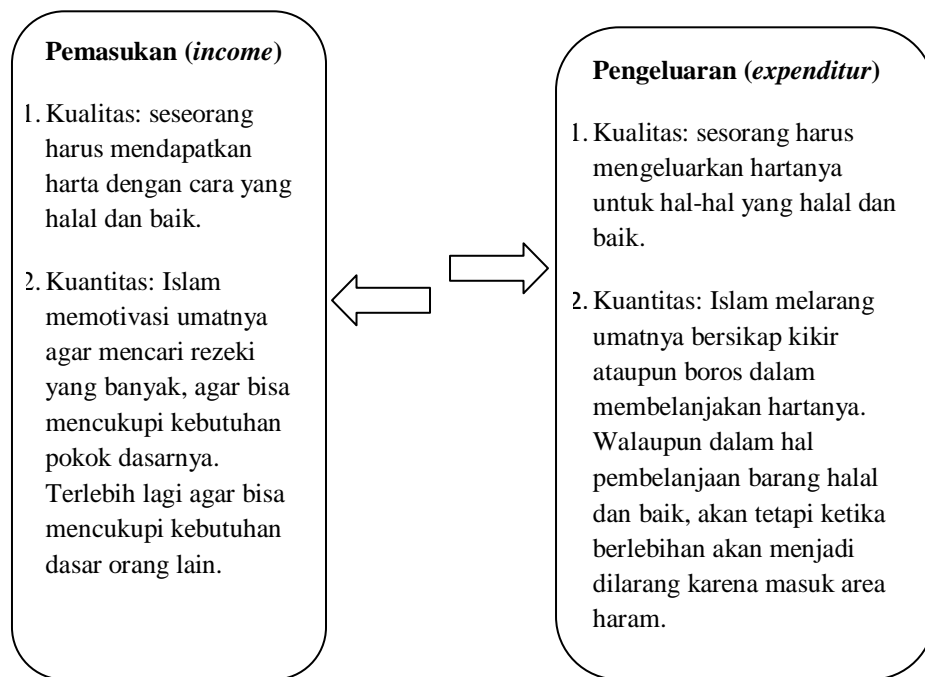 Pemasukan (income)
1. Kualitas: seseorang
harus mendapatkan
harta dengan cara yang
halal dan baik.
2. Kuantitas: Islam
memotivasi umatnya
agar mencari rezeki
yang banyak, agar bisa
mencukupi kebutuhan
pokok dasarnya.
Terlebih lagi agar bisa
mencukupi kebutuhan
dasar orang lain.
Pengeluaran (expenditur)
1. Kualitas: sesorang harus
mengeluarkan hartanya
untuk hal-hal yang halal dan
baik.
2. Kuantitas: Islam melarang
umatnya bersikap kikir
ataupun boros dalam
membelanjakan hartanya.
Walaupun dalam hal
pembelanjaan barang halal
dan baik, akan tetapi ketika
berlebihan akan menjadi
dilarang karena masuk area
haram.